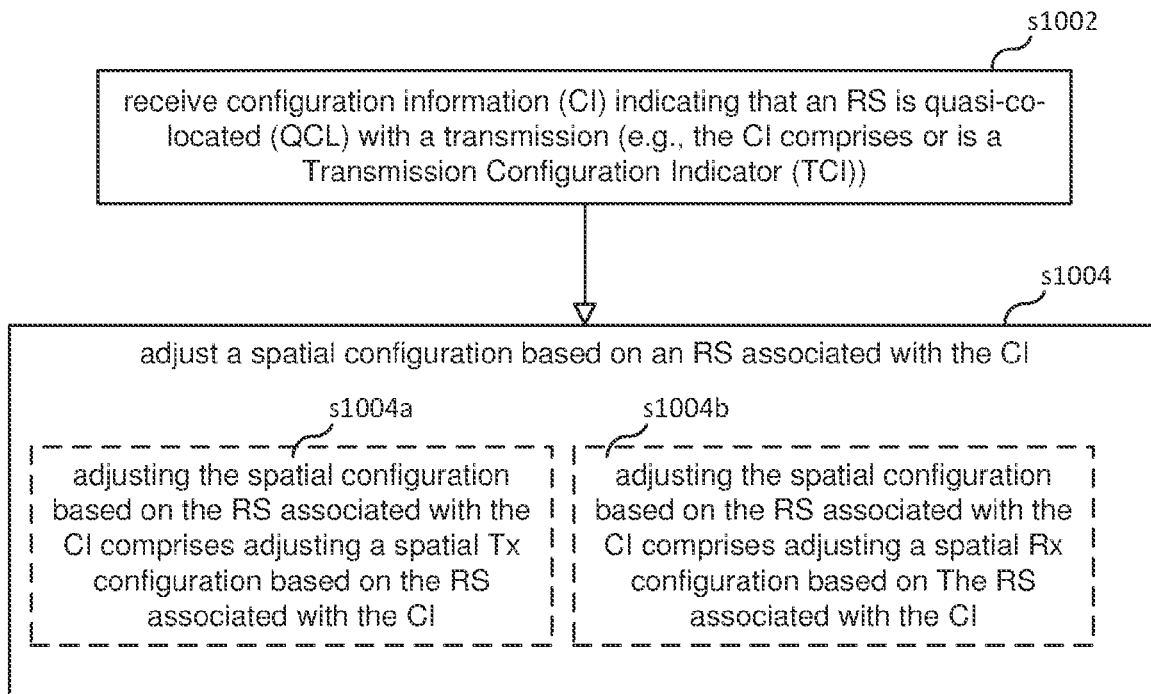 s1002
receive configuration information (CI) indicating that an RS is quasi-co-
located (QCL) with a transmission (e.g., the CI comprises or is a
Transmission Configuration Indicator (TCI))
s1004
adjust a spatial configuration based on an RS associated with the CI
s1004a
adjusting the spatial configuration
based on the RS associated with the
CI comprises adjusting a spatial Tx
configuration based on the RS
associated with the CI
s1004b
adjusting the spatial configuration
based on the RS associated with the
CI comprises adjusting a spatial Rx
configuration based on The RS
associated with the CI